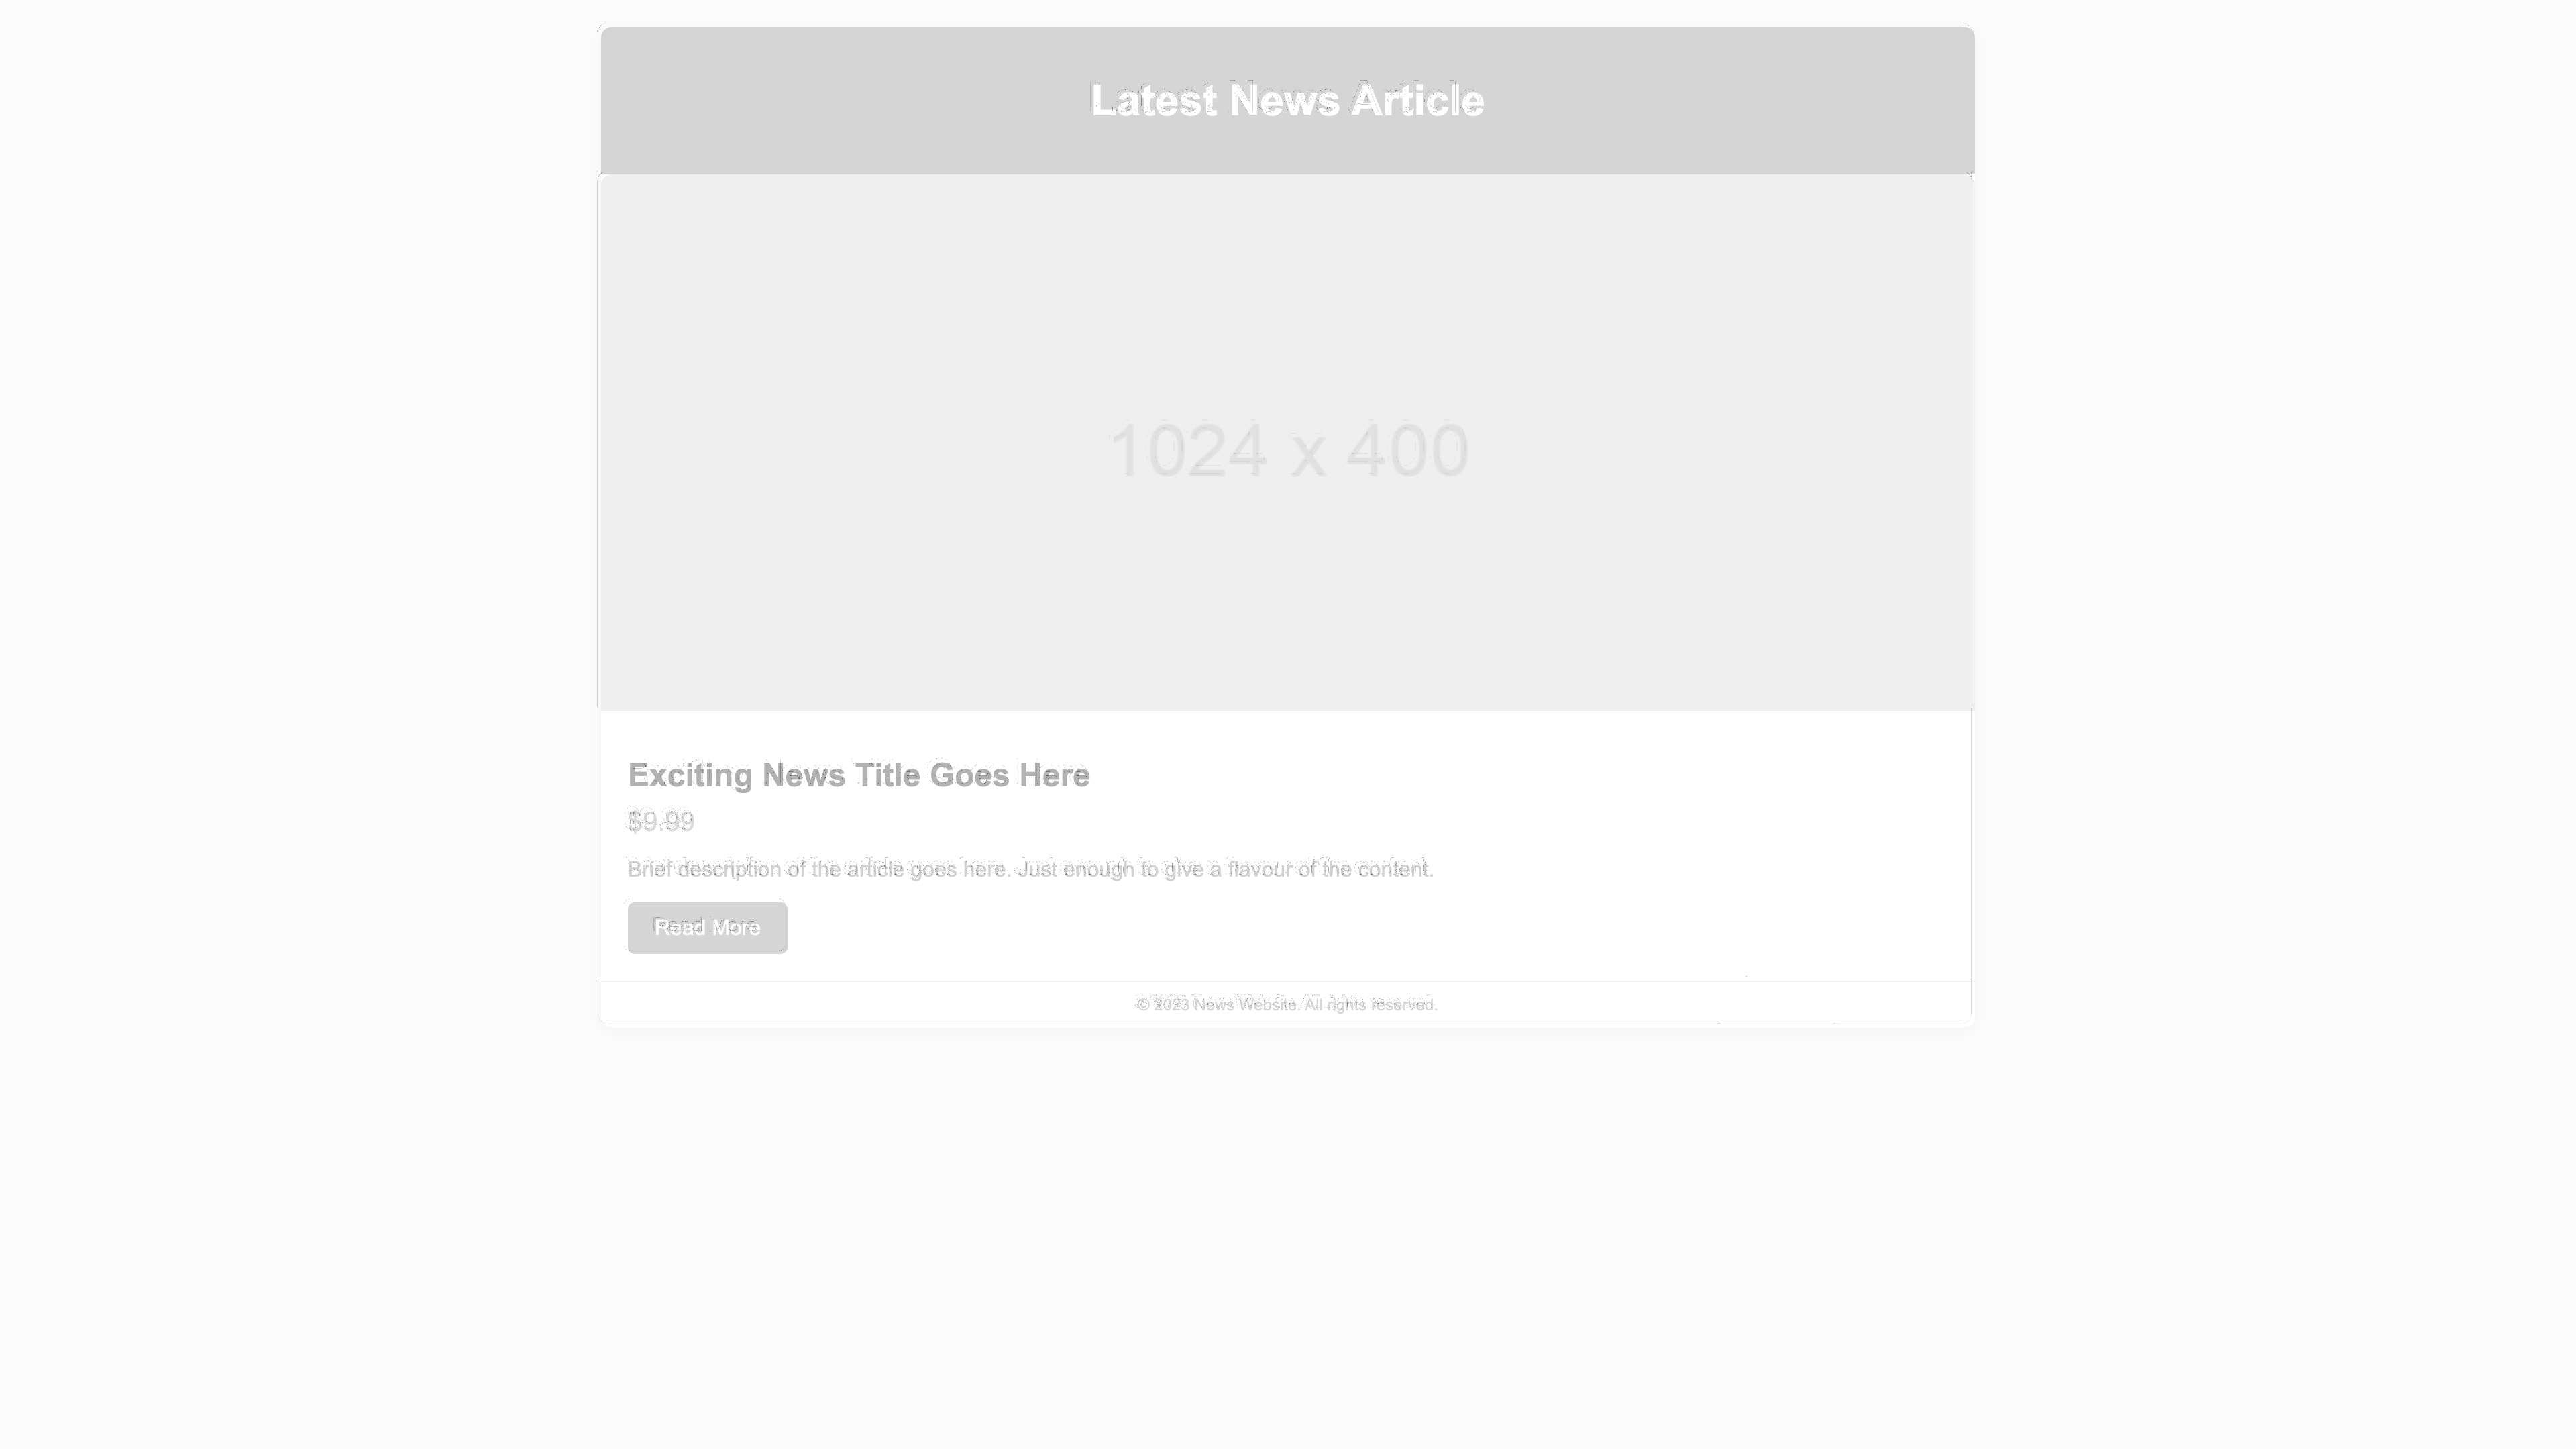 Latest News Article
1024 x 400
Exciting News Title Goes Here
$9.99
Brief description of the article goes here. Just enough to give a flavour of the content.
Read More
© 2023 News Website. All rights reserved.